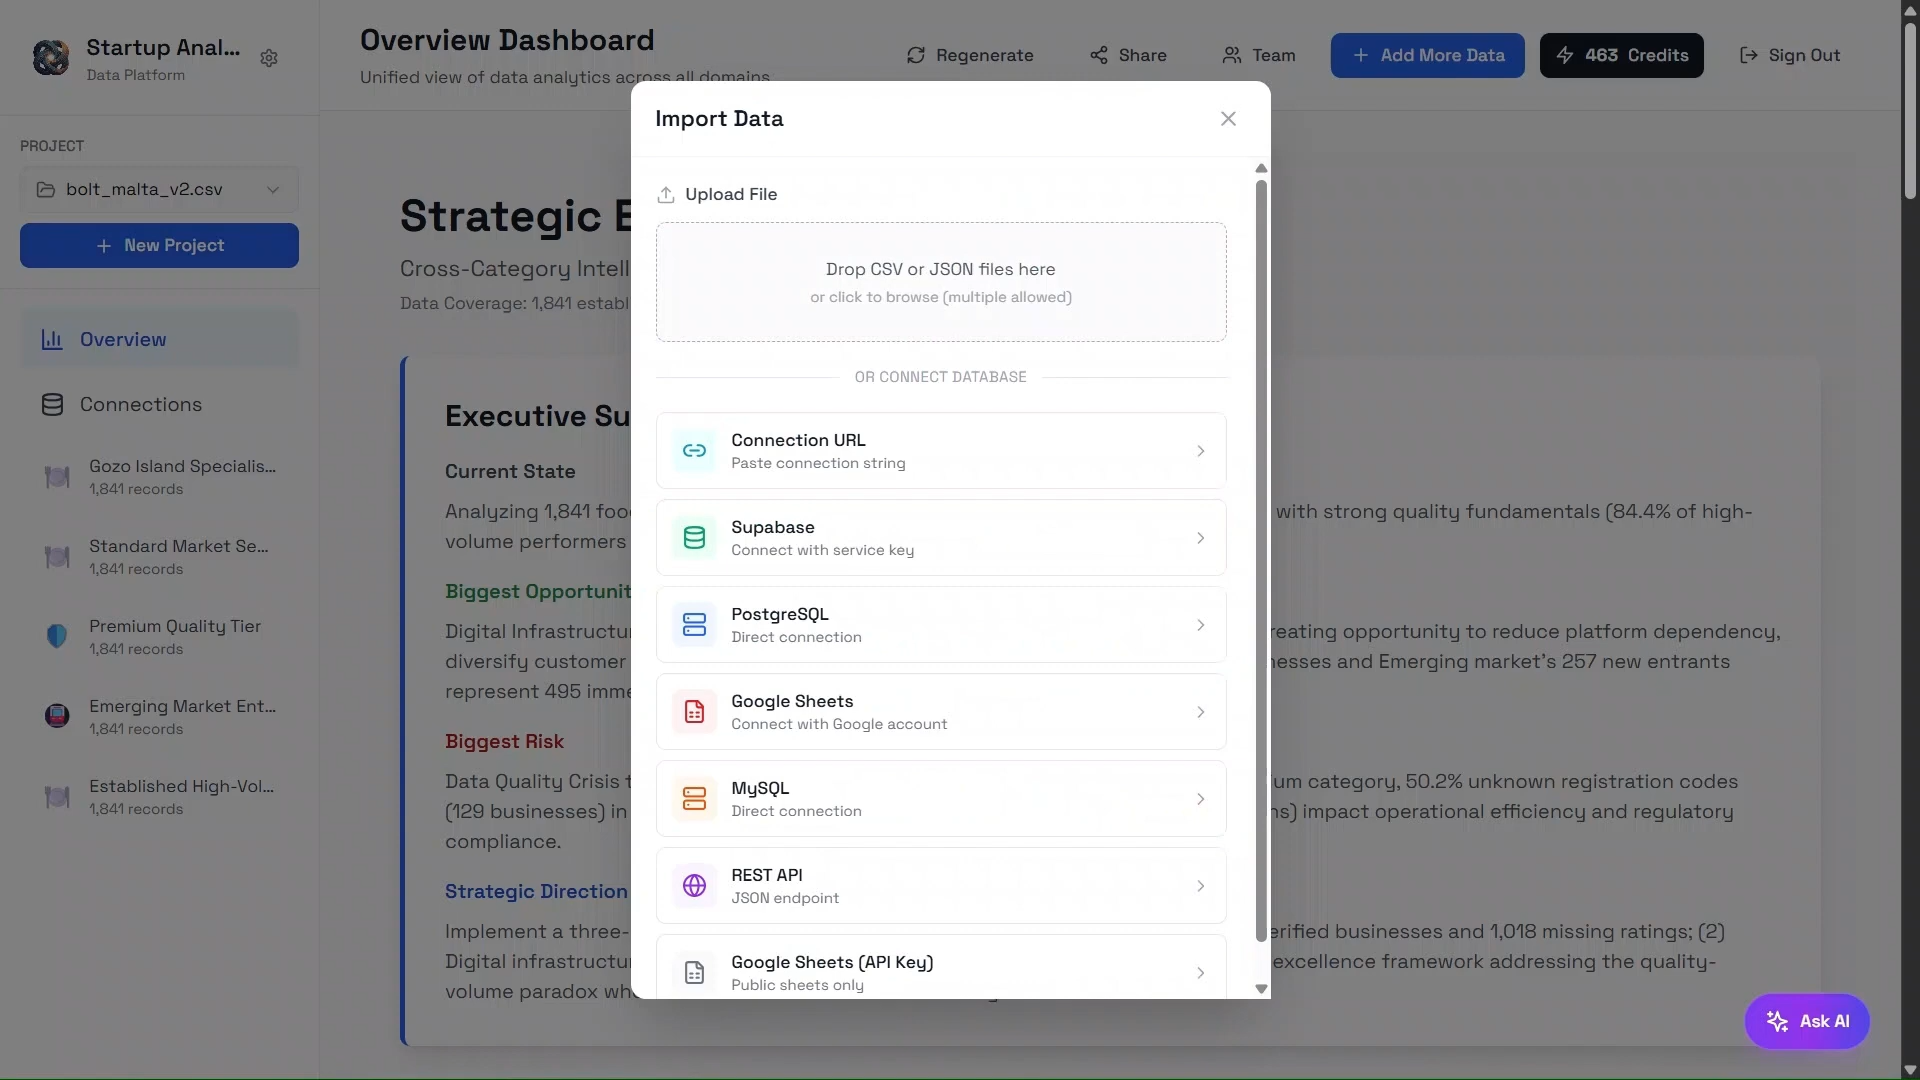 Startup Anal...
Data Platform
Overview Dashboard
Unified view of data analytics across all domains
Regenerate
Share
Team
Add More Data
463 Credits
Sign Out
PROJECT
bolt_malta_v2.csv
New Project
Overview
Connections
Gozo Island Specialis...
1,841 records
Standard Market Se...
1,841 records
Premium Quality Tier
1,841 records
Emerging Market Ent...
1,841 records
Established High-Vol...
1,841 records
Strategic
Cross-Category Intell
Data Coverage: 1,841 establ
Executive Su
Current State
Analyzing 1,841 foo
with strong quality fundamentals (84.4% of high-
volume performers
Biggest Opportunit
Digital Infrastructu
reating opportunity to reduce platform dependency,
diversify customer
nesses and Emerging market's 257 new entrants
represent 495 imme
Biggest Risk
Data Quality Crisis
um category, 50.2% unknown registration codes
(129 businesses) in
ns) impact operational efficiency and regulatory
compliance.
Strategic Direction
Implement a three-
erified businesses and 1,018 missing ratings; (2)
Digital infrastructu
excellence framework addressing the quality-
volume paradox wh
Import Data
Upload File
Drop CSV or JSON files here
or click to browse (multiple allowed)
OR CONNECT DATABASE
Connection URL
Paste connection string
Supabase
Connect with service key
PostgreSQL
Direct connection
Google Sheets
Connect with Google account
MySQL
Direct connection
REST API
JSON endpoint
Google Sheets (API Key)
Public sheets only
Ask AI